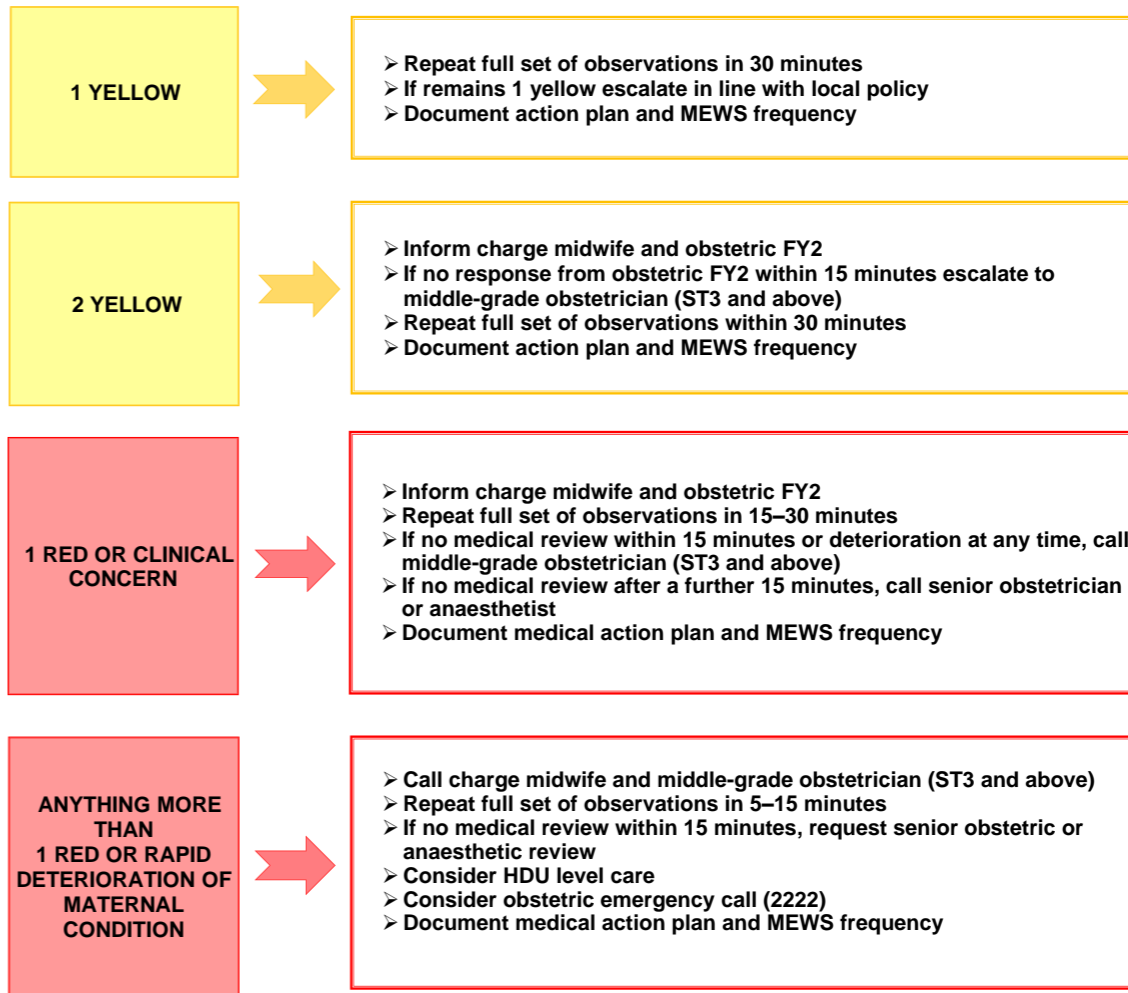 1 YELLOW
➢ Repeat full set of observations in 30 minutes
➢ If remains 1 yellow escalate in line with local policy
➢ Document action plan and MEWS frequency
2 YELLOW
➢ Inform charge midwife and obstetric FY2
➢ If no response from obstetric FY2 within 15 minutes escalate to
middle-grade obstetrician (ST3 and above)
➢ Repeat full set of observations within 30 minutes
➢ Document action plan and MEWS frequency
1 RED OR CLINICAL
CONCERN
➢ Inform charge midwife and obstetric FY2
➢ Repeat full set of observations in 15–30 minutes
➢ If no medical review within 15 minutes or deterioration at any time, call
middle-grade obstetrician (ST3 and above)
➢ If no medical review after a further 15 minutes, call senior obstetrician
or anaesthetist
➢ Document medical action plan and MEWS frequency
ANYTHING MORE
THAN
1 RED OR RAPID
DETERIORATION OF
MATERNAL
CONDITION
➢ Call charge midwife and middle-grade obstetrician (ST3 and above)
➢ Repeat full set of observations in 5–15 minutes
➢ If no medical review within 15 minutes, request senior obstetric or
anaesthetic review
➢ Consider HDU level care
➢ Consider obstetric emergency call (2222)
➢ Document medical action plan and MEWS frequency